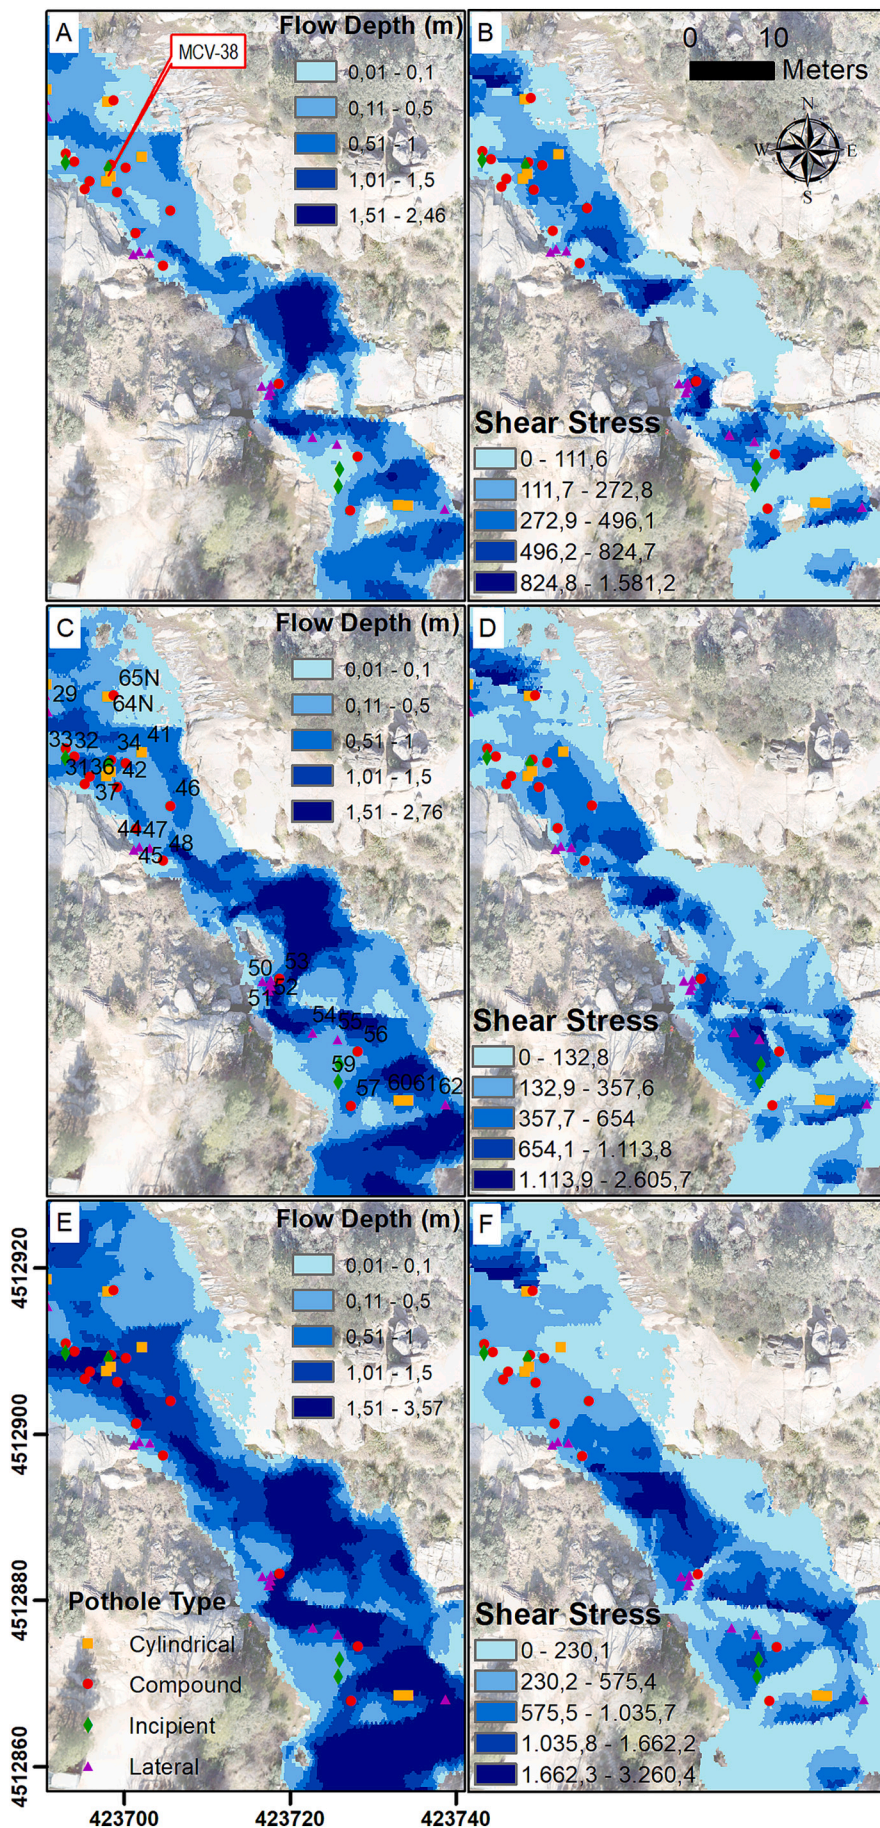 A
MCV-38
Flow Depth (m)
0,01 - 0,1
0,11 - 0,5
0,51 - 1
1,01 - 1,5
1,51 - 2,46
B
0 10
Meters
N
W E
S
Shear Stress
0 - 111,6
111,7 - 272,8
272,9 - 496,1
496,2 - 824,7
824,8 - 1.581,2
C
Flow Depth (m)
0,01 - 0,1
0,11 - 0,5
0,51 - 1
1,01 - 1,5
1,51 - 2,76
65N
29
64N
41
33 32 34
31 36 42
37 46
44 47
45 48
50 53
52
51
54 55
56
59
57 60 61 62
D
Shear Stress
0 - 132,8
132,9 - 357,6
357,7 - 654
654,1 - 1.113,8
1.113,9 - 2.605,7
E
Flow Depth (m)
0,01 - 0,1
0,11 - 0,5
0,51 - 1
1,01 - 1,5
1,51 - 3,57
Pothole Type
Cylindrical
Compound
Incipient
Lateral
4512920
4512900
4512880
4512860
423700 423720 423740
F
Shear Stress
0 - 230,1
230,2 - 575,4
575,5 - 1.035,7
1.035,8 - 1.662,2
1.662,3 - 3.260,4